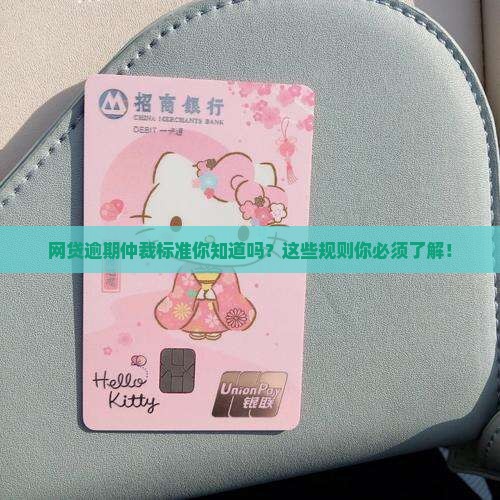 招商银行
CHINA MERCHANTS BANK
DEBIT 一卡通
网贷逾期仲裁标准你知道吗？这些规则你必须了解！
Hello
Kitty
UnionPay
银联